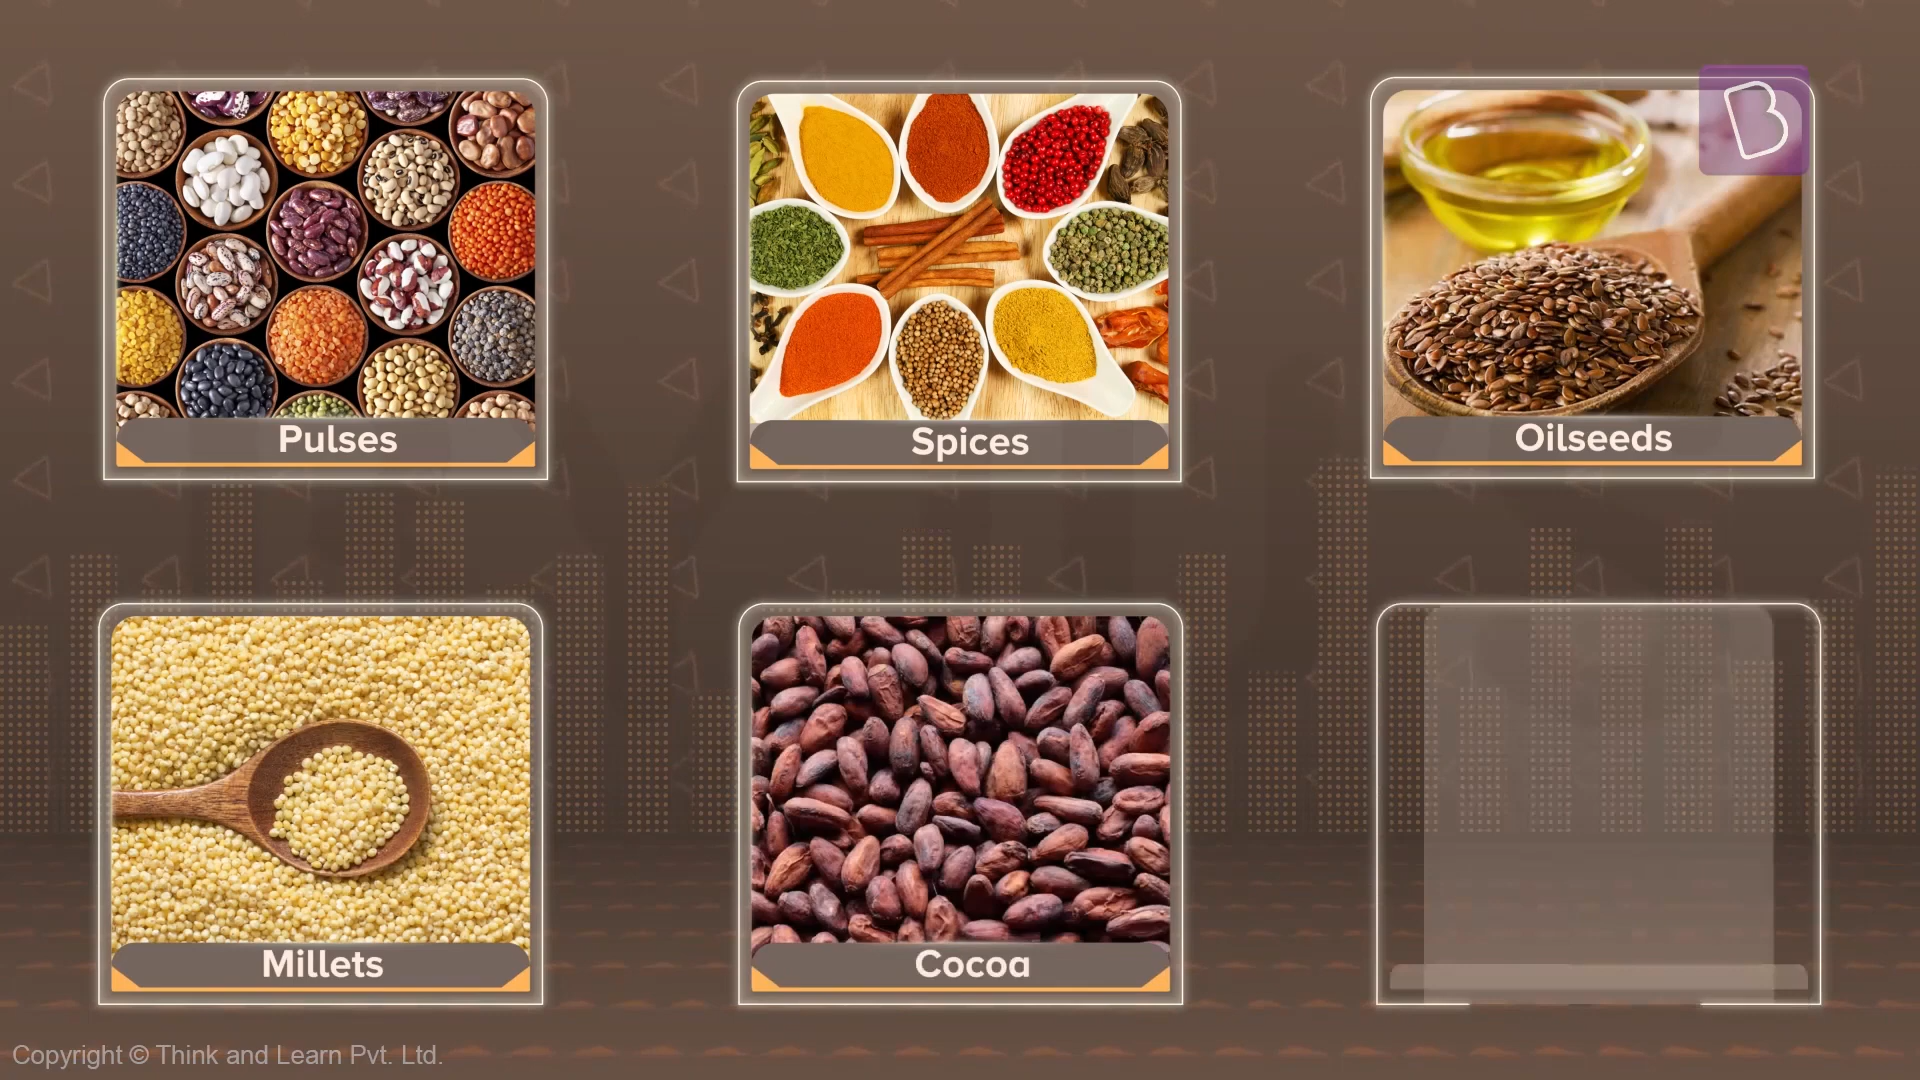 B
Pulses
Spices
Oilseeds
Millets
Cocoa
Copyright © Think and Learn Pvt. Ltd.